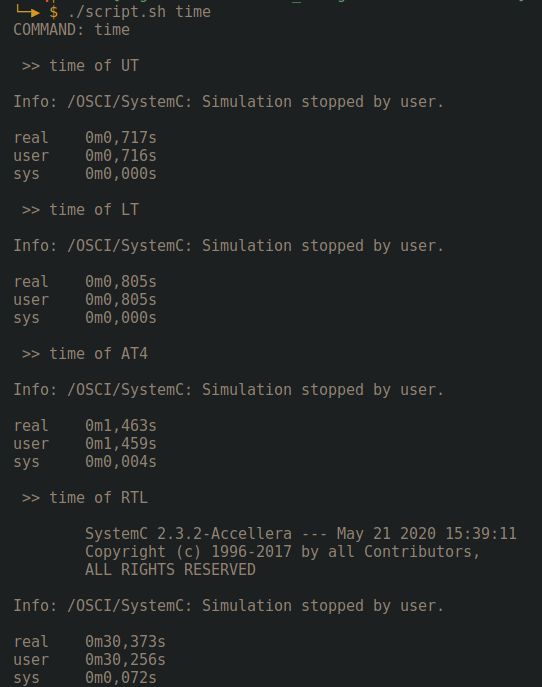 $ ./script.sh time
COMMAND: time
>> time of UT
Info: /OSCI/SystemC: Simulation stopped by user.
real 0m0,717s
user 0m0,716s
sys 0m0,000s
>> time of LT
Info: /OSCI/SystemC: Simulation stopped by user.
real 0m0,805s
user 0m0,805s
sys 0m0,000s
>> time of AT4
Info: /OSCI/SystemC: Simulation stopped by user.
real 0m1,463s
user 0m1,459s
sys 0m0,004s
>> time of RTL
SystemC 2.3.2-Accellera --- May 21 2020 15:39:11
Copyright (c) 1996-2017 by all Contributors,
ALL RIGHTS RESERVED
Info: /OSCI/SystemC: Simulation stopped by user.
real 0m30,373s
user 0m30,256s
sys 0m0,072s